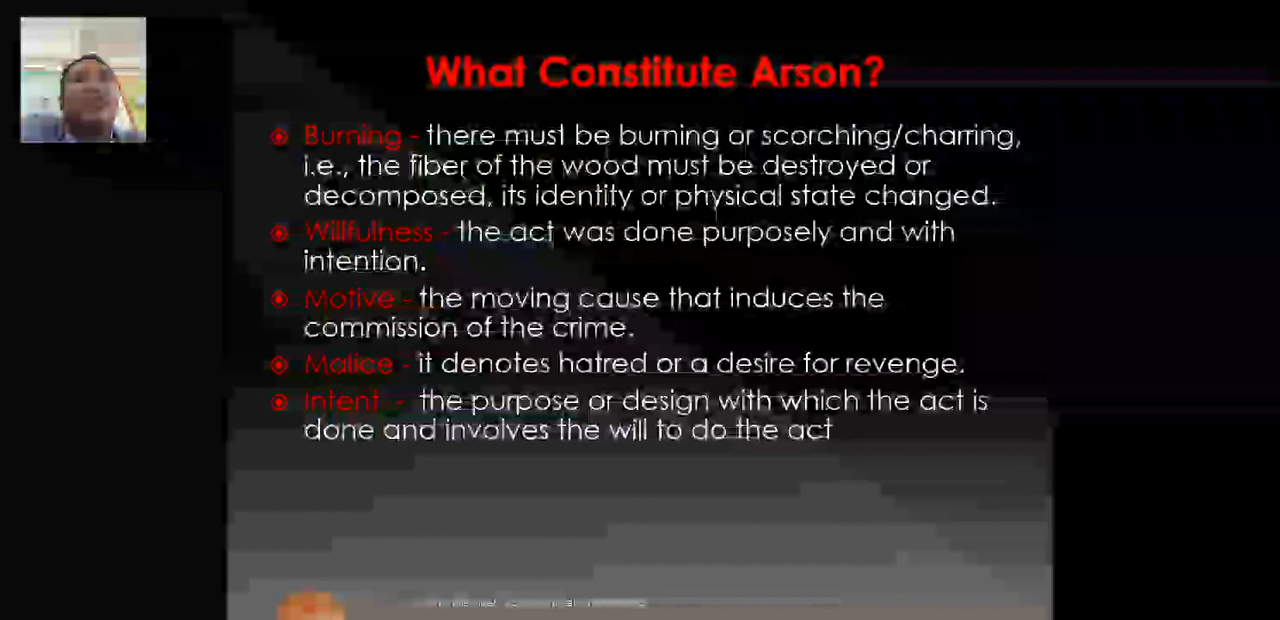 What Constitute Arson?
Burning - there must be burning or scorching/charring,
i.e., the fiber of the wood must be destroyed or
decomposed, its identity or physical state changed.
Willfulness - the act was done purposely and with
intention.
Motive - the moving cause that induces the
commission of the crime.
Malice - it denotes hatred or a desire for revenge.
Intent - the purpose or design with which the act is
done and involves the will to do the act